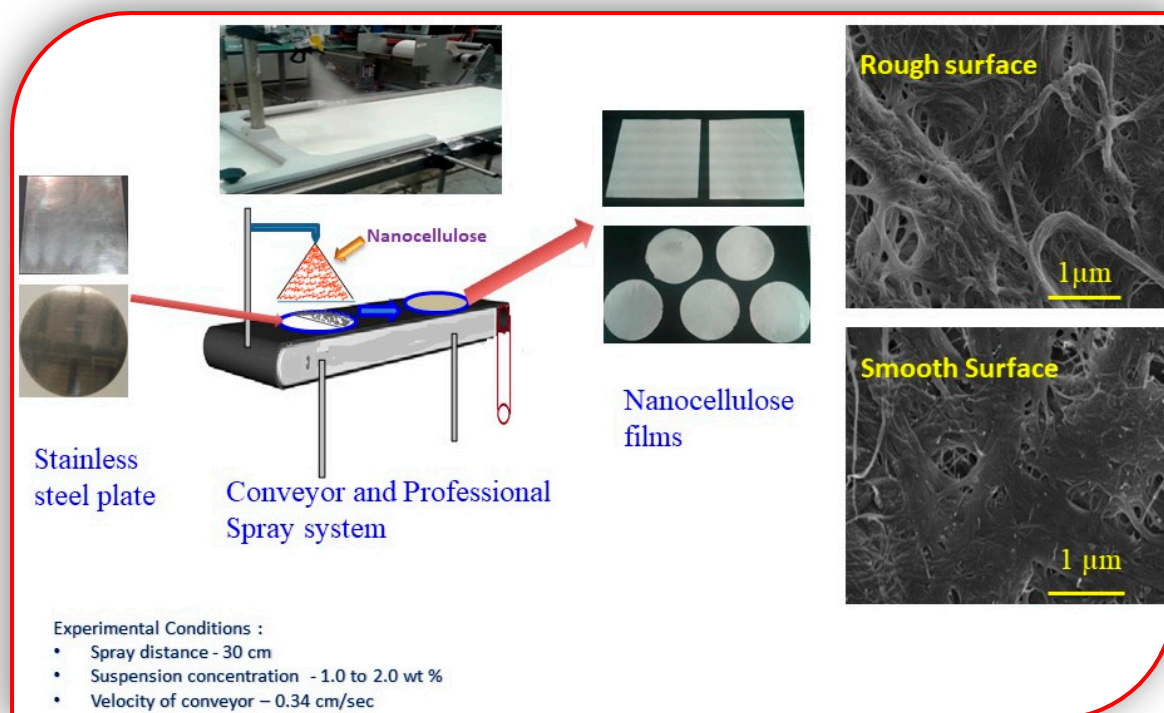 Rough surface
1µm
Nanocellulose
Smooth Surface
1 µm
Nanocellulose
films
Stainless
steel plate
Conveyor and Professional
Spray system
Experimental Conditions :
• Spray distance - 30 cm
• Suspension concentration - 1.0 to 2.0 wt %
• Velocity of conveyor – 0.34 cm/sec